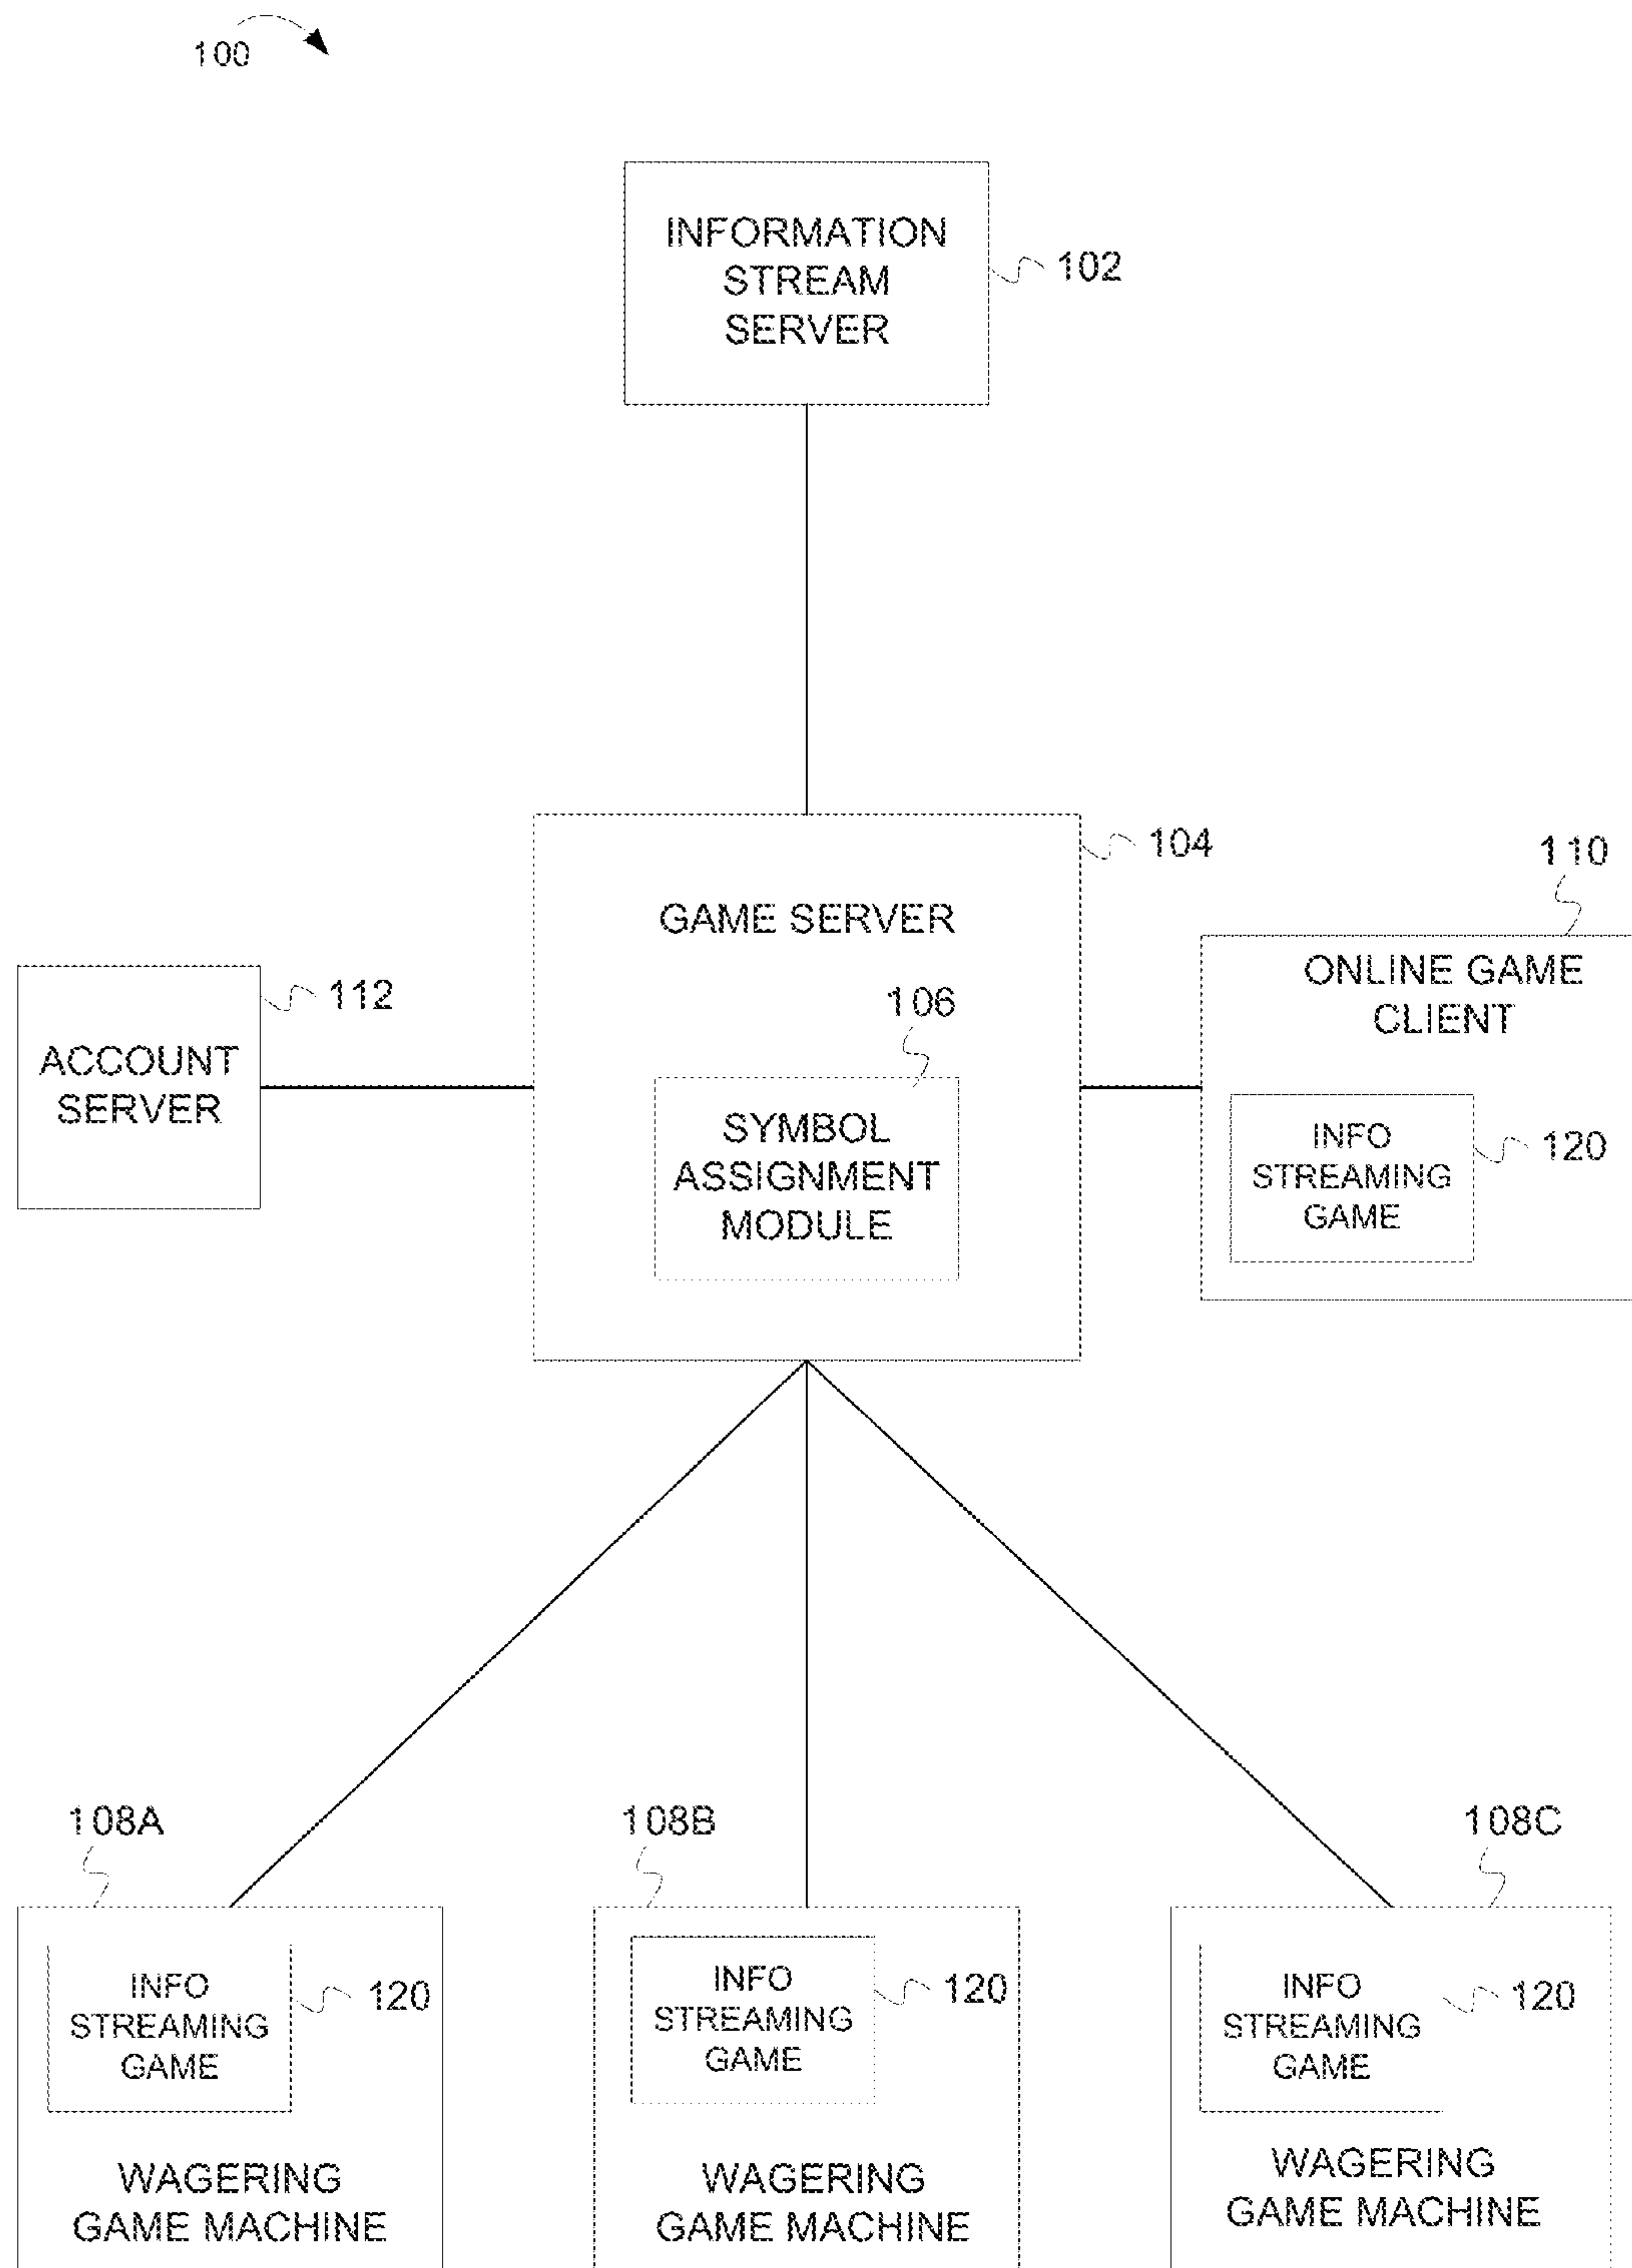 100
INFORMATION
STREAM
SERVER
102
104
110
GAME SERVER
ONLINE GAME
CLIENT
112
106
ACCOUNT
SERVER
SYMBOL
ASSIGNMENT
MODULE
INFO
STREAMING
GAME
120
108A
108B
108C
INFO
STREAMING
GAME
120
WAGERING
GAME MACHINE
INFO
STREAMING
GAME
120
WAGERING
GAME MACHINE
INFO
STREAMING
GAME
120
WAGERING
GAME MACHINE